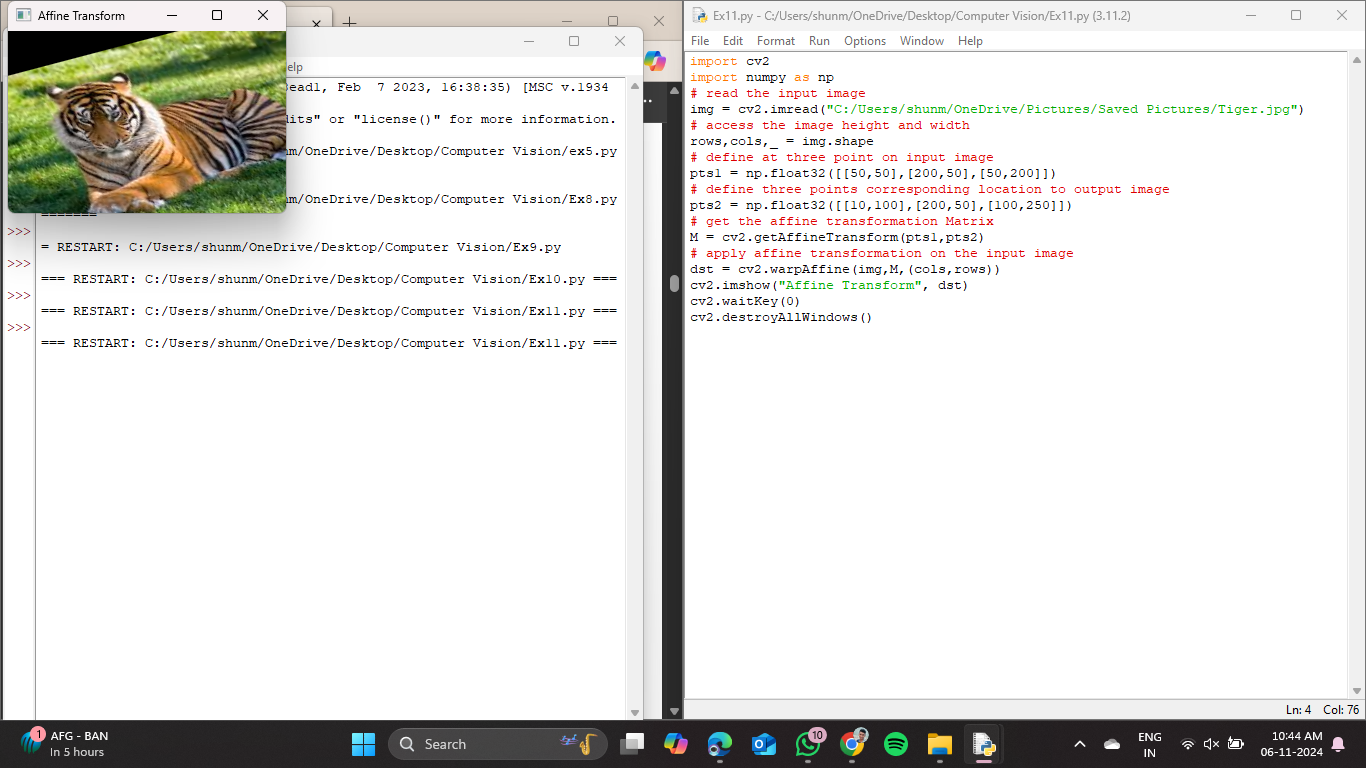 Affine Transform
elp
Dead1, Feb  7 2023, 16:38:35) [MSC v.1934
dits" or "license()" for more information.
m/OneDrive/Desktop/Computer Vision/ex5.py
m/OneDrive/Desktop/Computer Vision/Ex8.py
=======
>>>
= RESTART: C:/Users/shunm/OneDrive/Desktop/Computer Vision/Ex9.py
>>>
=== RESTART: C:/Users/shunm/OneDrive/Desktop/Computer Vision/Ex10.py ===
>>>
=== RESTART: C:/Users/shunm/OneDrive/Desktop/Computer Vision/Ex11.py ===
>>>
=== RESTART: C:/Users/shunm/OneDrive/Desktop/Computer Vision/Ex11.py ===
Ex11.py - C:/Users/shunm/OneDrive/Desktop/Computer Vision/Ex11.py (3.11.2)
File Edit Format Run Options Window Help
import cv2
import numpy as np
# read the input image
img = cv2.imread("C:/Users/shunm/OneDrive/Pictures/Saved Pictures/Tiger.jpg")
# access the image height and width
rows,cols,_ = img.shape
# define at three point on input image
pts1 = np.float32([[50,50],[200,50],[50,200]])
# define three points corresponding location to output image
pts2 = np.float32([[10,100],[200,50],[100,250]])
# get the affine transformation Matrix
M = cv2.getAffineTransform(pts1,pts2)
# apply affine transformation on the input image
dst = cv2.warpAffine(img,M,(cols,rows))
cv2.imshow("Affine Transform", dst)
cv2.waitKey(0)
cv2.destroyAllWindows()
Ln: 4 Col: 76
1
AFG - BAN
In 5 hours
Search
10
ENG
IN
10:44 AM
06-11-2024